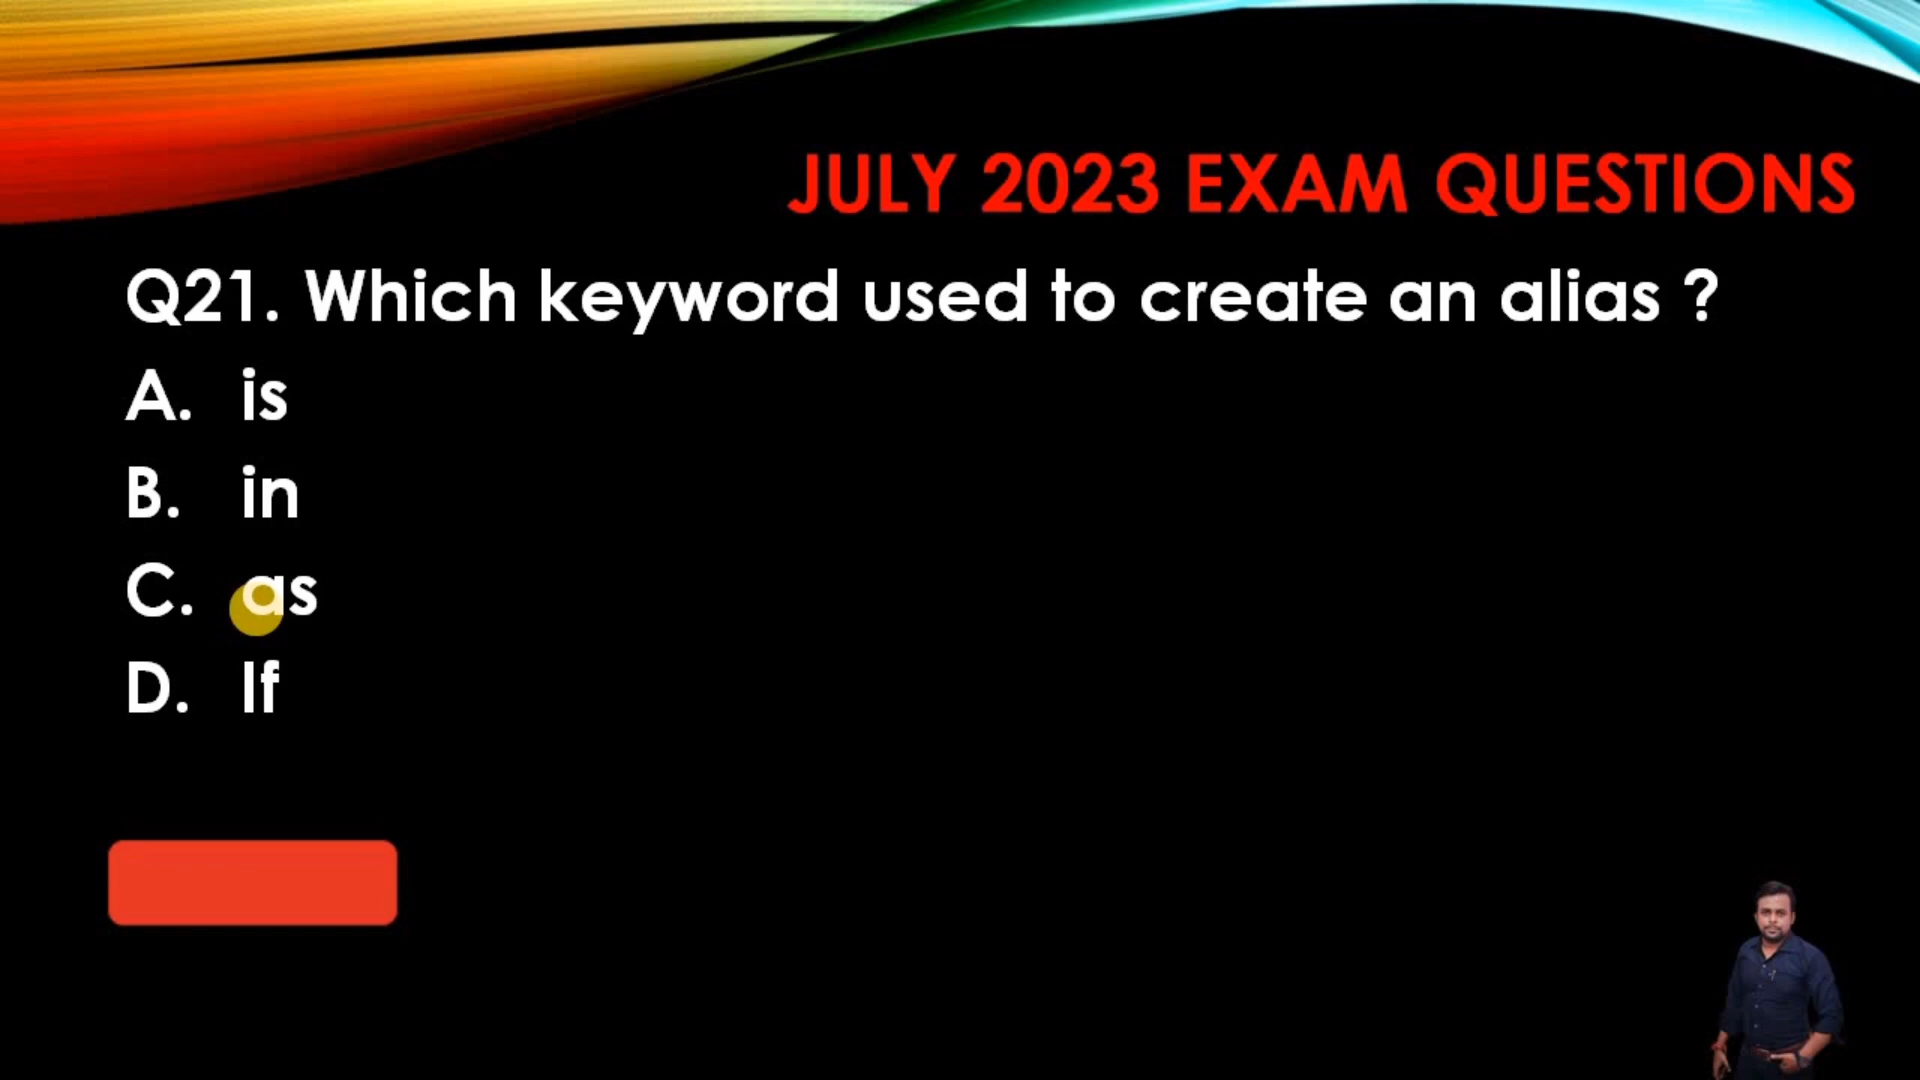 JULY 2023 EXAM QUESTIONS
Q21. Which keyword used to create an alias ?
A. is
B. in
C. as
D. If